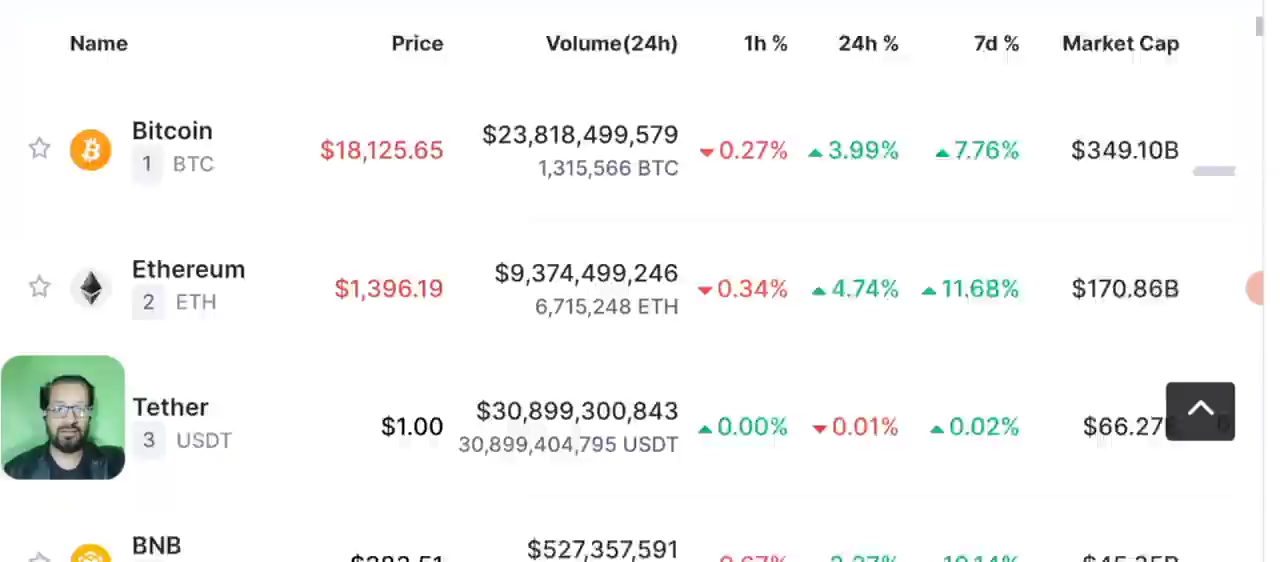 Name Price Volume(24h) 1h % 24h % 7d % Market Cap
Bitcoin
1 BTC
$18,125.65
$23,818,499,579
1,315,566 BTC
0.27% 3.99% 7.76% $349.10B
Ethereum
2 ETH
$1,396.19
$9,374,499,246
6,715,248 ETH
0.34% 4.74% 11.68% $170.86B
Tether
3 USDT
$1.00
$30,899,300,843
30,899,404,795 USDT
0.00% 0.01% 0.02% $66.27
BNB
$527,357,591